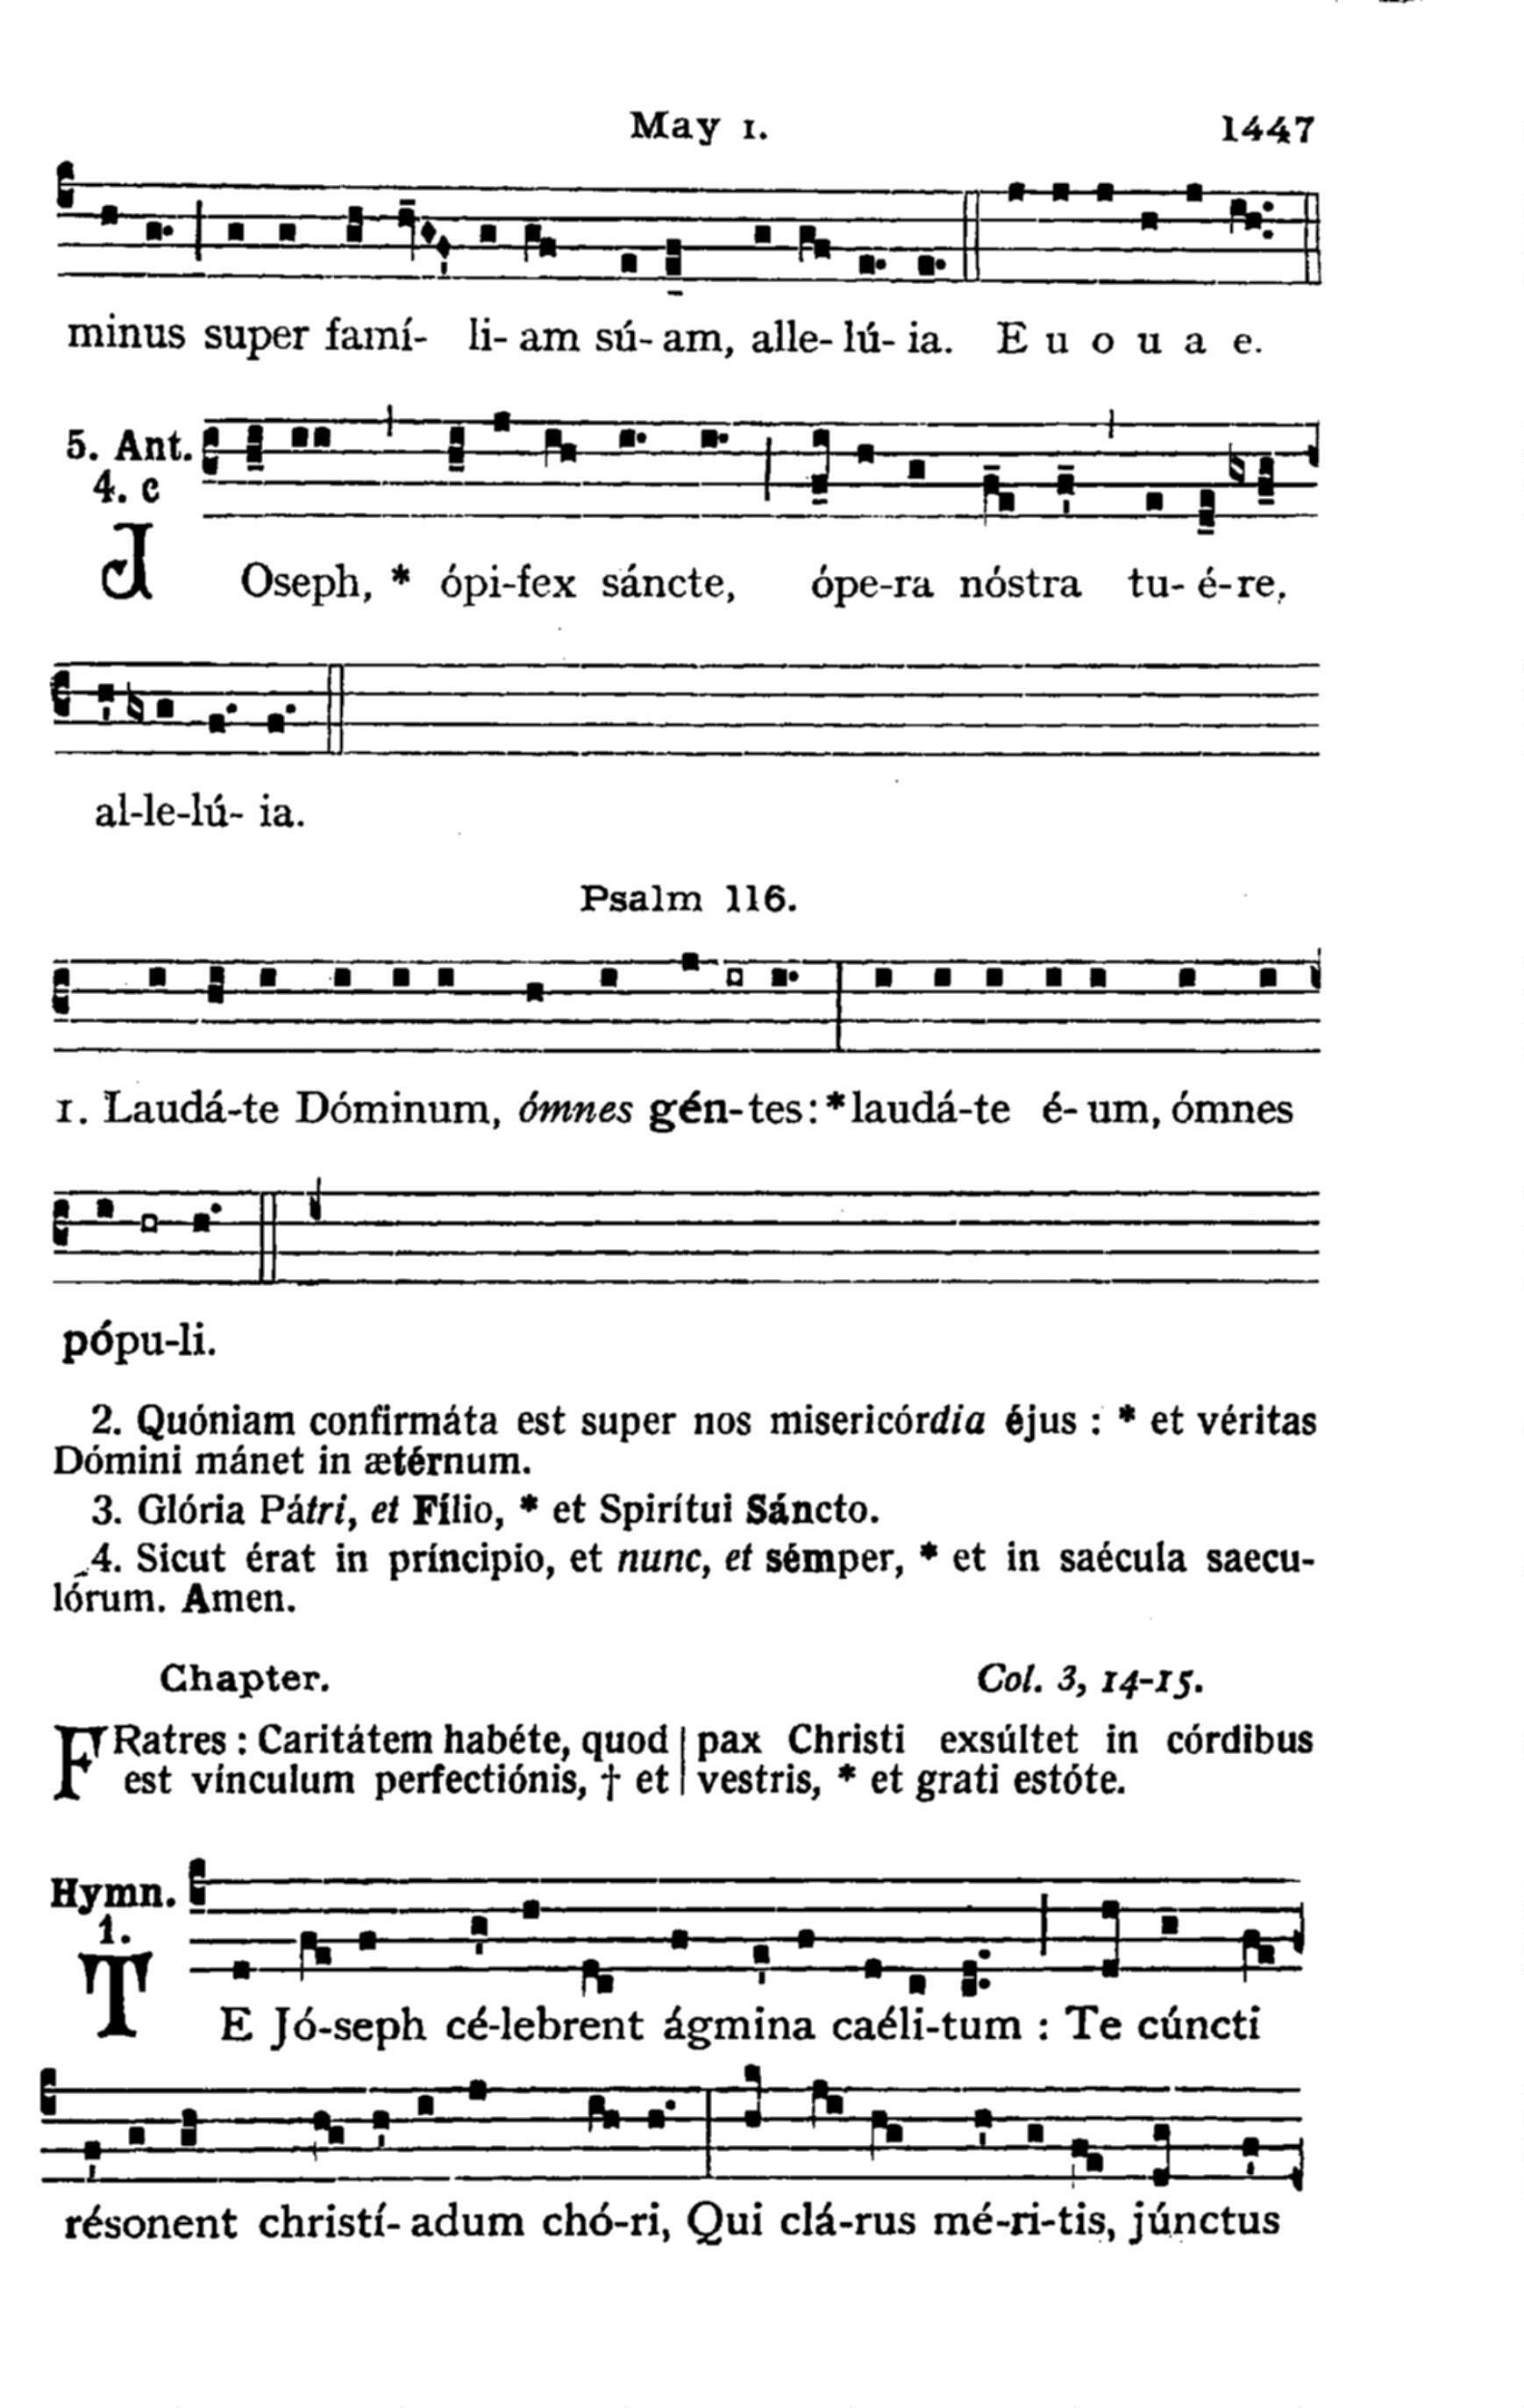 May 1. 1447
minus super famí- li- am sú- am, alle- lú- ia. E u o u a e.
5. Ant.
4. c
JOseph, * ópi-fex sáncte, ópe-ra nóstra tu- é-re,
al-le-lú- ia.
Psalm 116.
1. Laudá-te Dóminum, ómnes gén-tes: * laudá-te é- um, ómnes
pópu-li.
2. Quóniam confirmáta est super nos misericórdia éjus : * et véritas
Dómini mánet in ætérnum.
3. Glória Pátri, et Fílio, * et Spirítui Sáncto.
4. Sicut érat in princípio, et nunc, et sémper, * et in saécula saecu-
lórum. Amen.
Chapter. Col. 3, 14-15.
FRatres : Caritátem habéte, quod
est vínculum perfectiónis, † et
pax Christi exsúltet in córdibus
vestris, * et grati estóte.
Hymn.
1.
TE Jó-seph cé-lebrent ágmina caéli-tum : Te cúncti
résonent christí- adum chó-ri, Qui clá-rus mé-ri-tis, júnctus